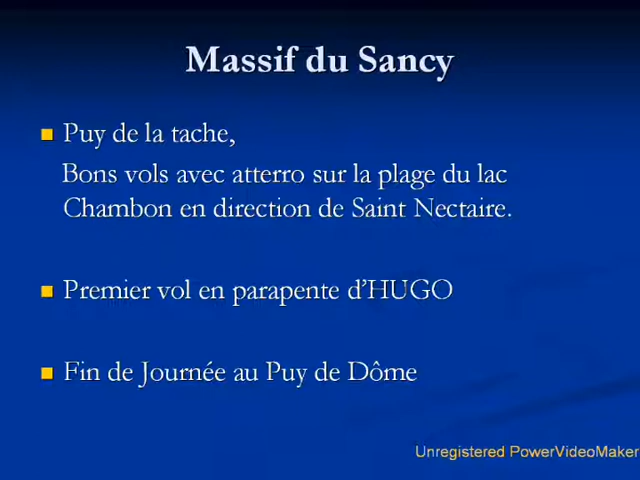 Massif du Sancy
Puy de la tache,
Bons vols avec atterro sur la plage du lac
Chambon en direction de Saint Nectaire.
Premier vol en parapente d'HUGO
Fin de Journée au Puy de Dôme
Unregistered PowerVideoMaker